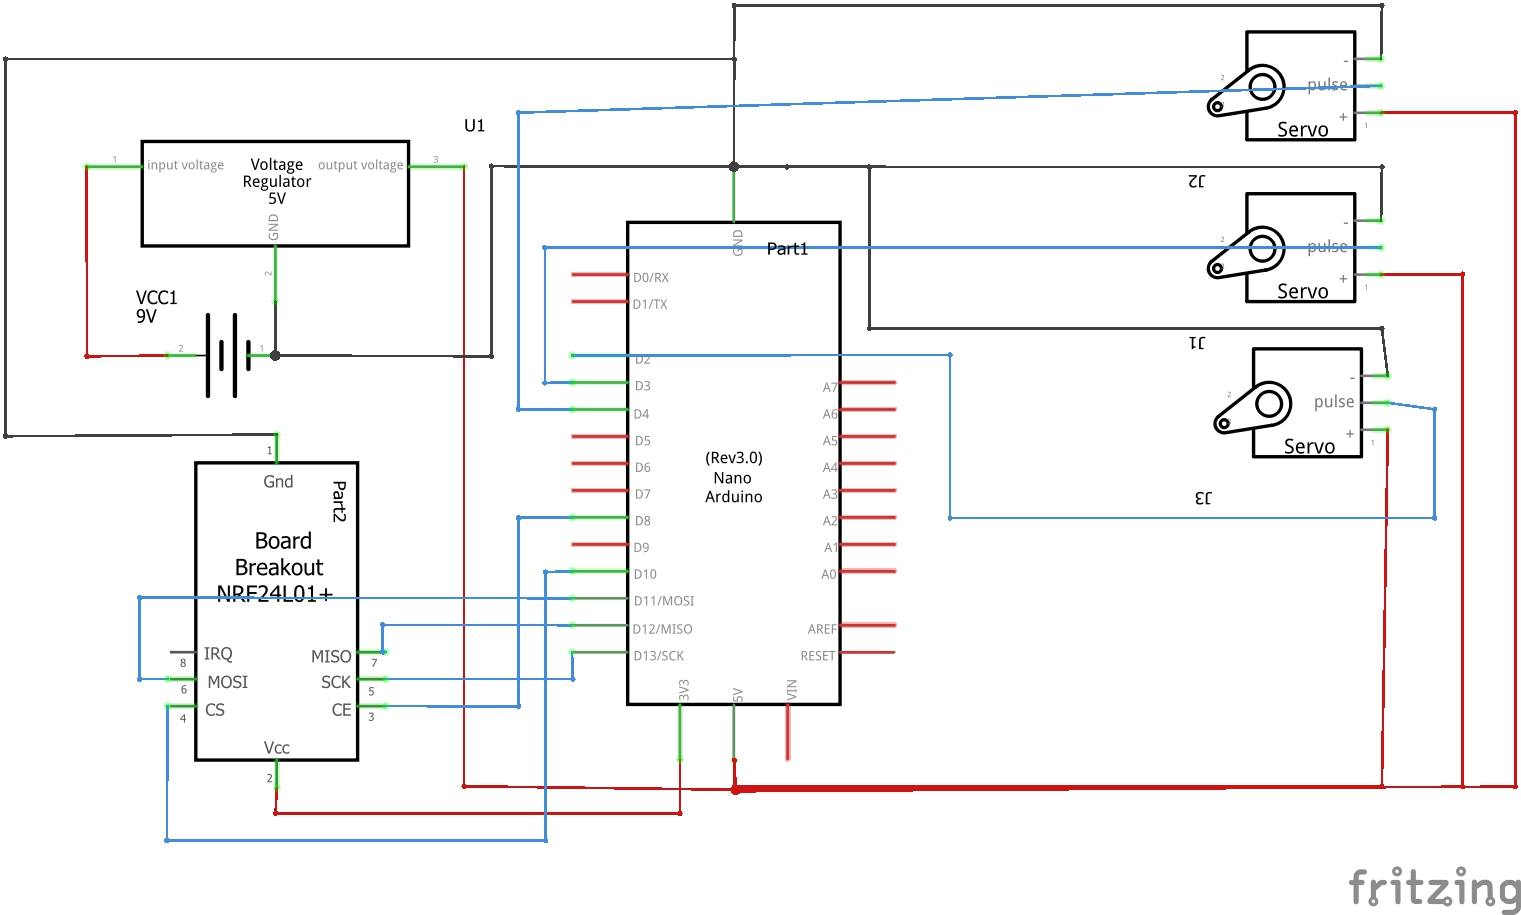 U1
1
input voltage
Voltage
Regulator
5V
output voltage
3
GND
2
VCC1
9V
2
1
1
Gnd
Part2
Board
Breakout
NRF24L01+
8
IRQ
6
MOSI
4
CS
MISO
7
SCK
5
CE
3
Vcc
2
GND
Part1
D0/RX
D1/TX
D2
D3
D4
D5
D6
D7
D8
D9
D10
D11/MOSI
D12/MISO
D13/SCK
(Rev3.0)
Nano
Arduino
A7
A6
A5
A4
A3
A2
A1
A0
AREF
RESET
3V3
5V
VIN
2
-
pulse
+
1
Servo
J2
2
-
pulse
+
1
Servo
J1
2
-
pulse
+
1
Servo
J3
fritzing